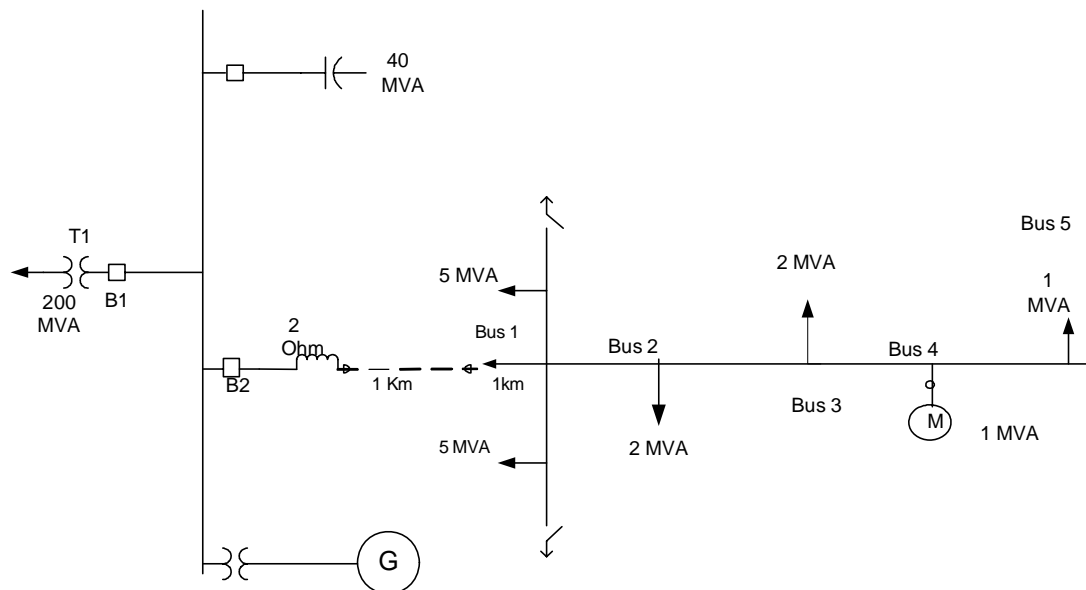 40
MVA
T1
200
MVA
B1
2
Ohm
B2
1 Km
5 MVA
Bus 1
1km
5 MVA
Bus 2
2 MVA
2 MVA
Bus 3
Bus 4
M
1 MVA
Bus 5
1
MVA
G